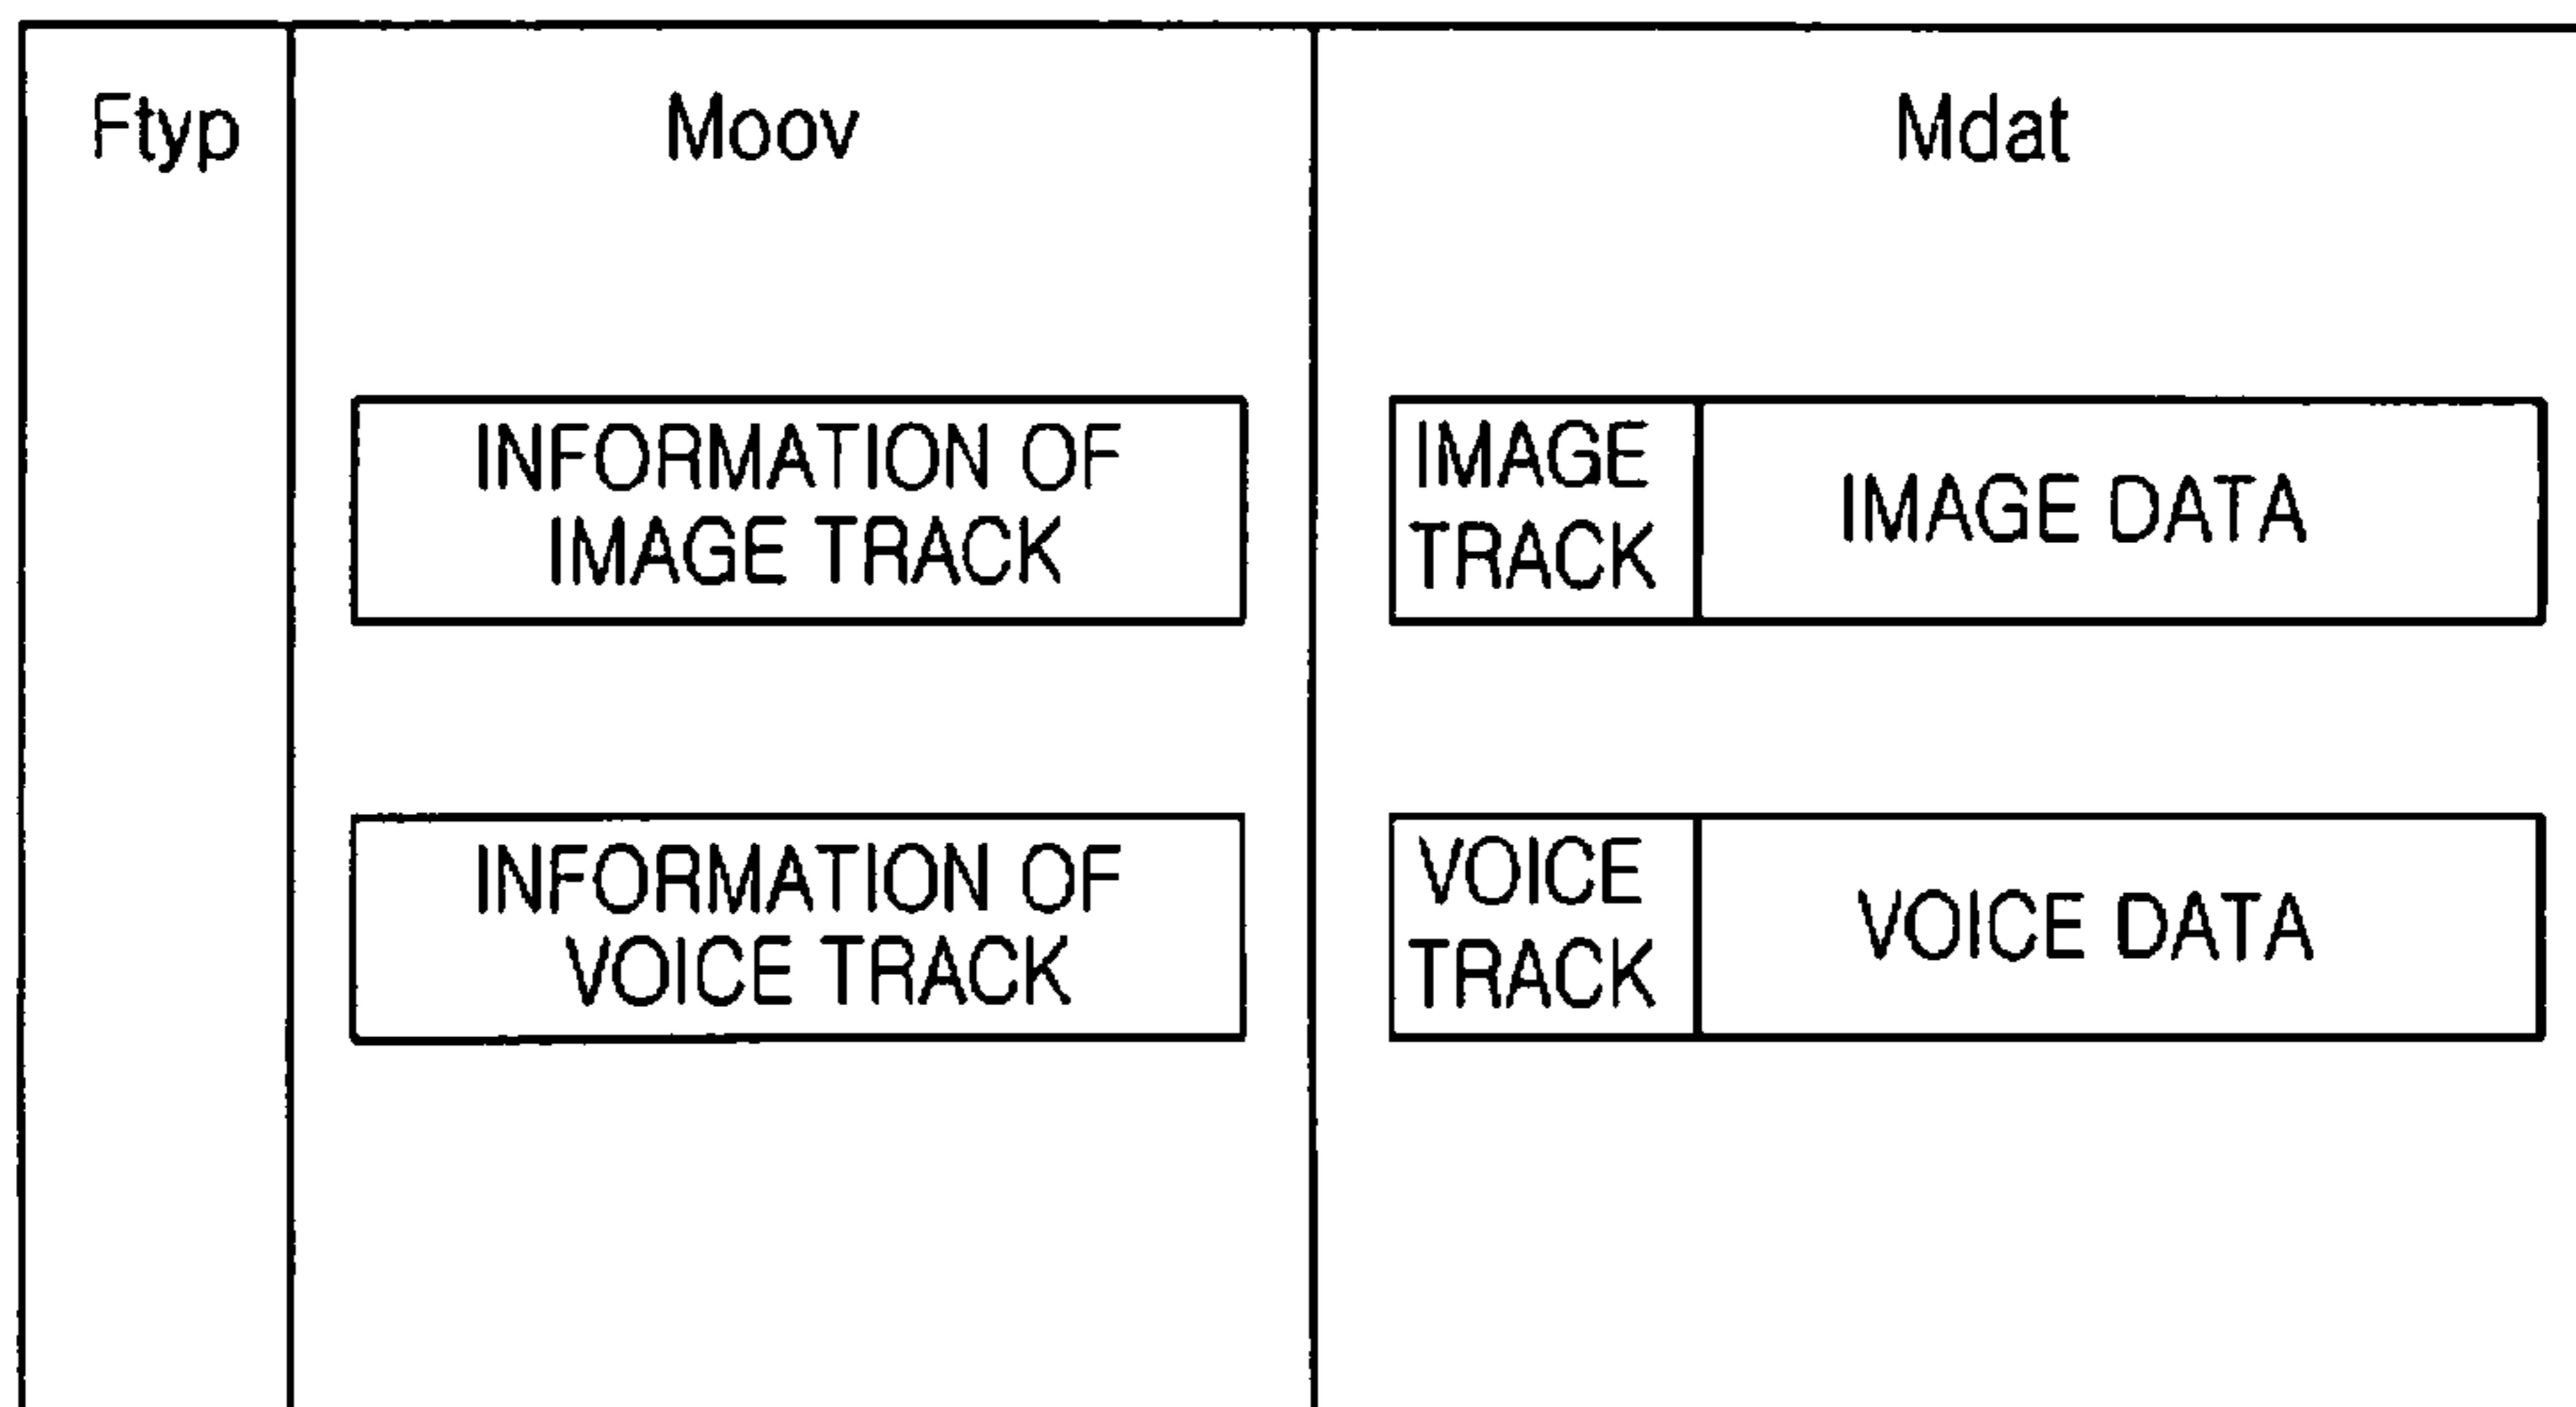 Ftyp
Moov
Mdat
INFORMATION OF
IMAGE TRACK
IMAGE
TRACK
IMAGE DATA
INFORMATION OF
VOICE TRACK
VOICE
TRACK
VOICE DATA